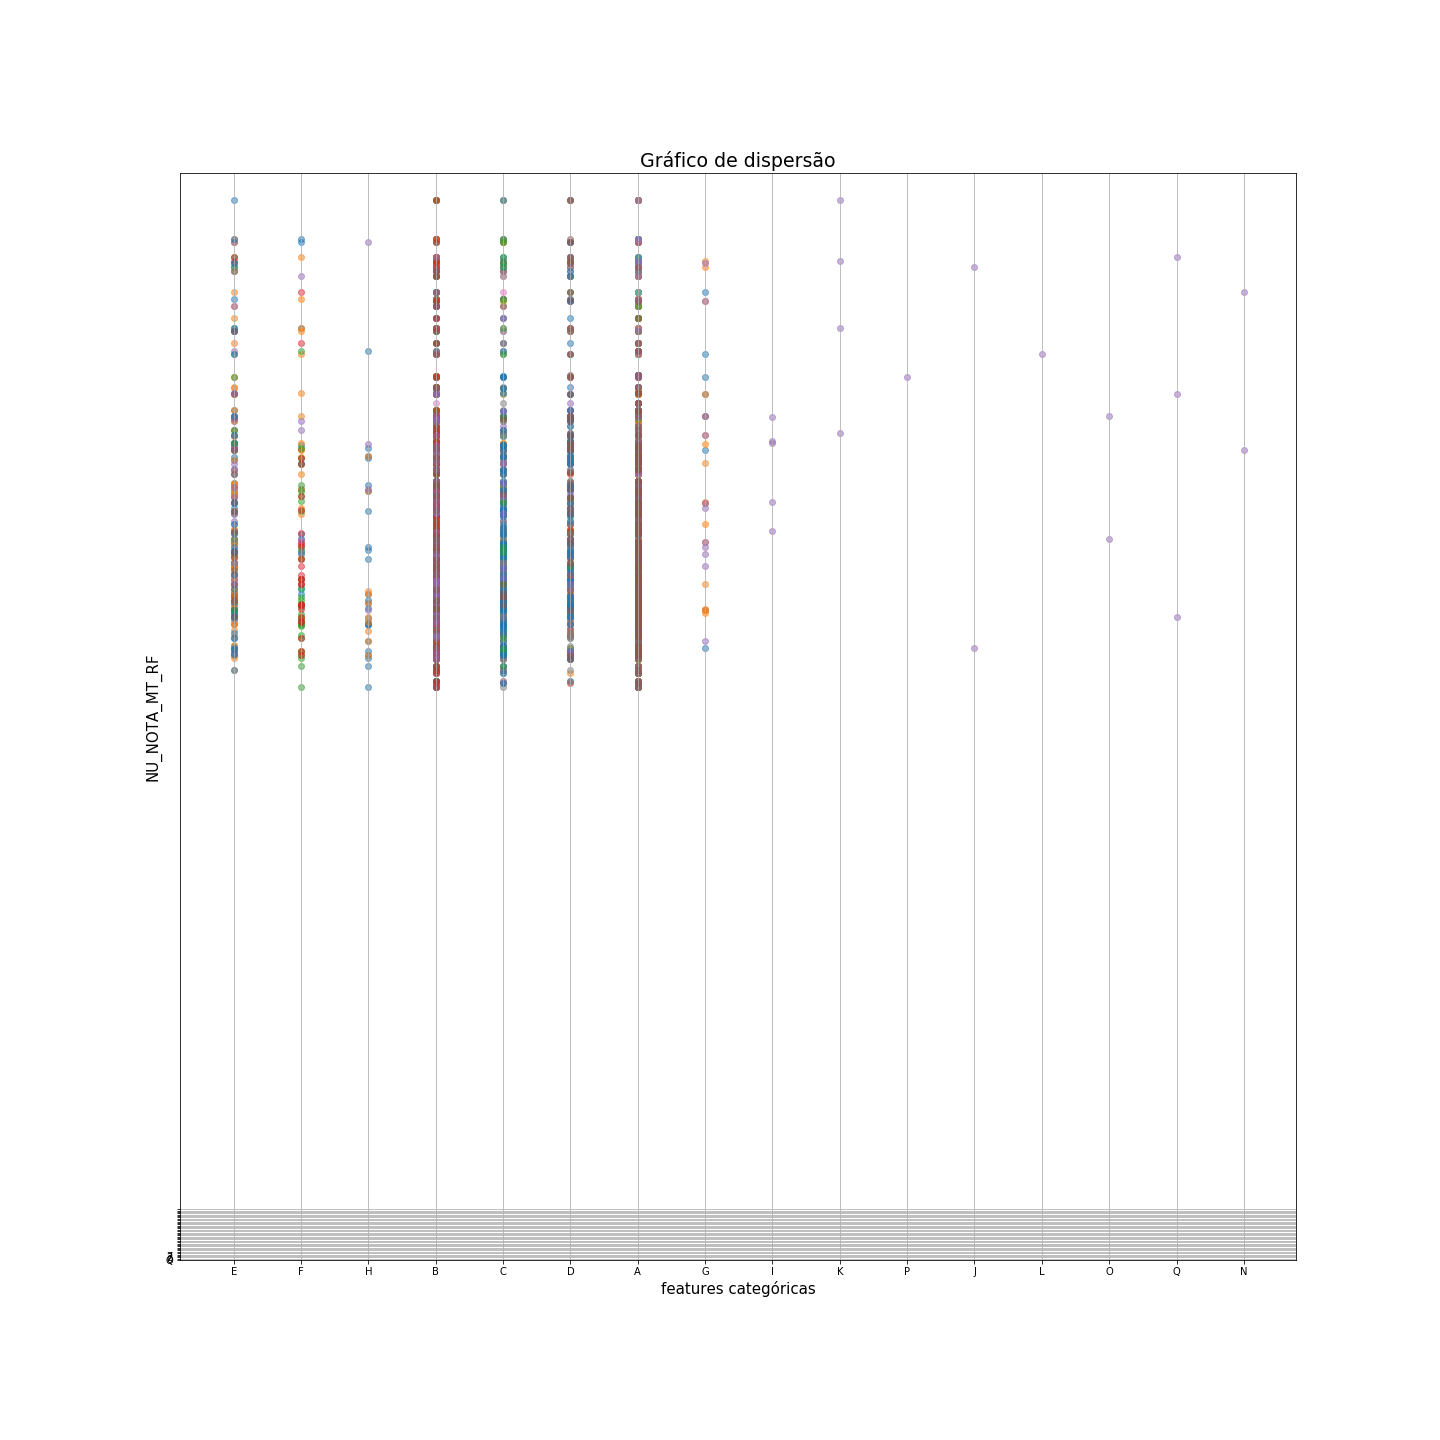 Gráfico de dispersão
NU_NOTA_MT_RF
E F H B C D A G I K P J L O Q N
features categóricas